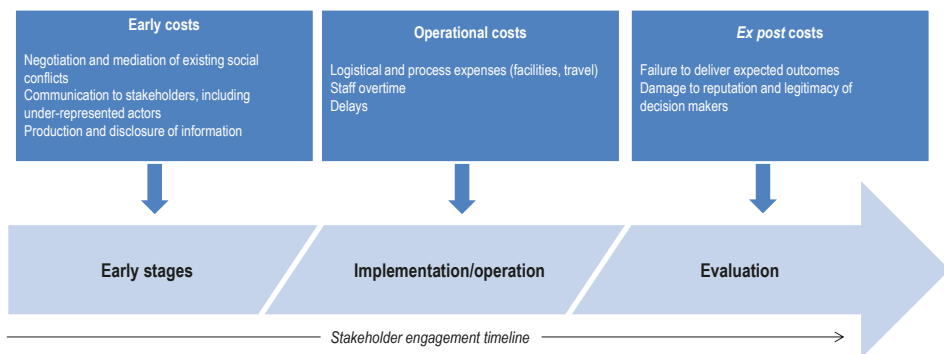 Early costs
Negotiation and mediation of existing social
conflicts
Communication to stakeholders, including
under-represented actors
Production and disclosure of information
Operational costs
Logistical and process expenses (facilities, travel)
Staff overtime
Delays
Ex post costs
Failure to deliver expected outcomes
Damage to reputation and legitimacy of
decision makers
Early stages
Implementation/operation
Evaluation
Stakeholder engagement timeline